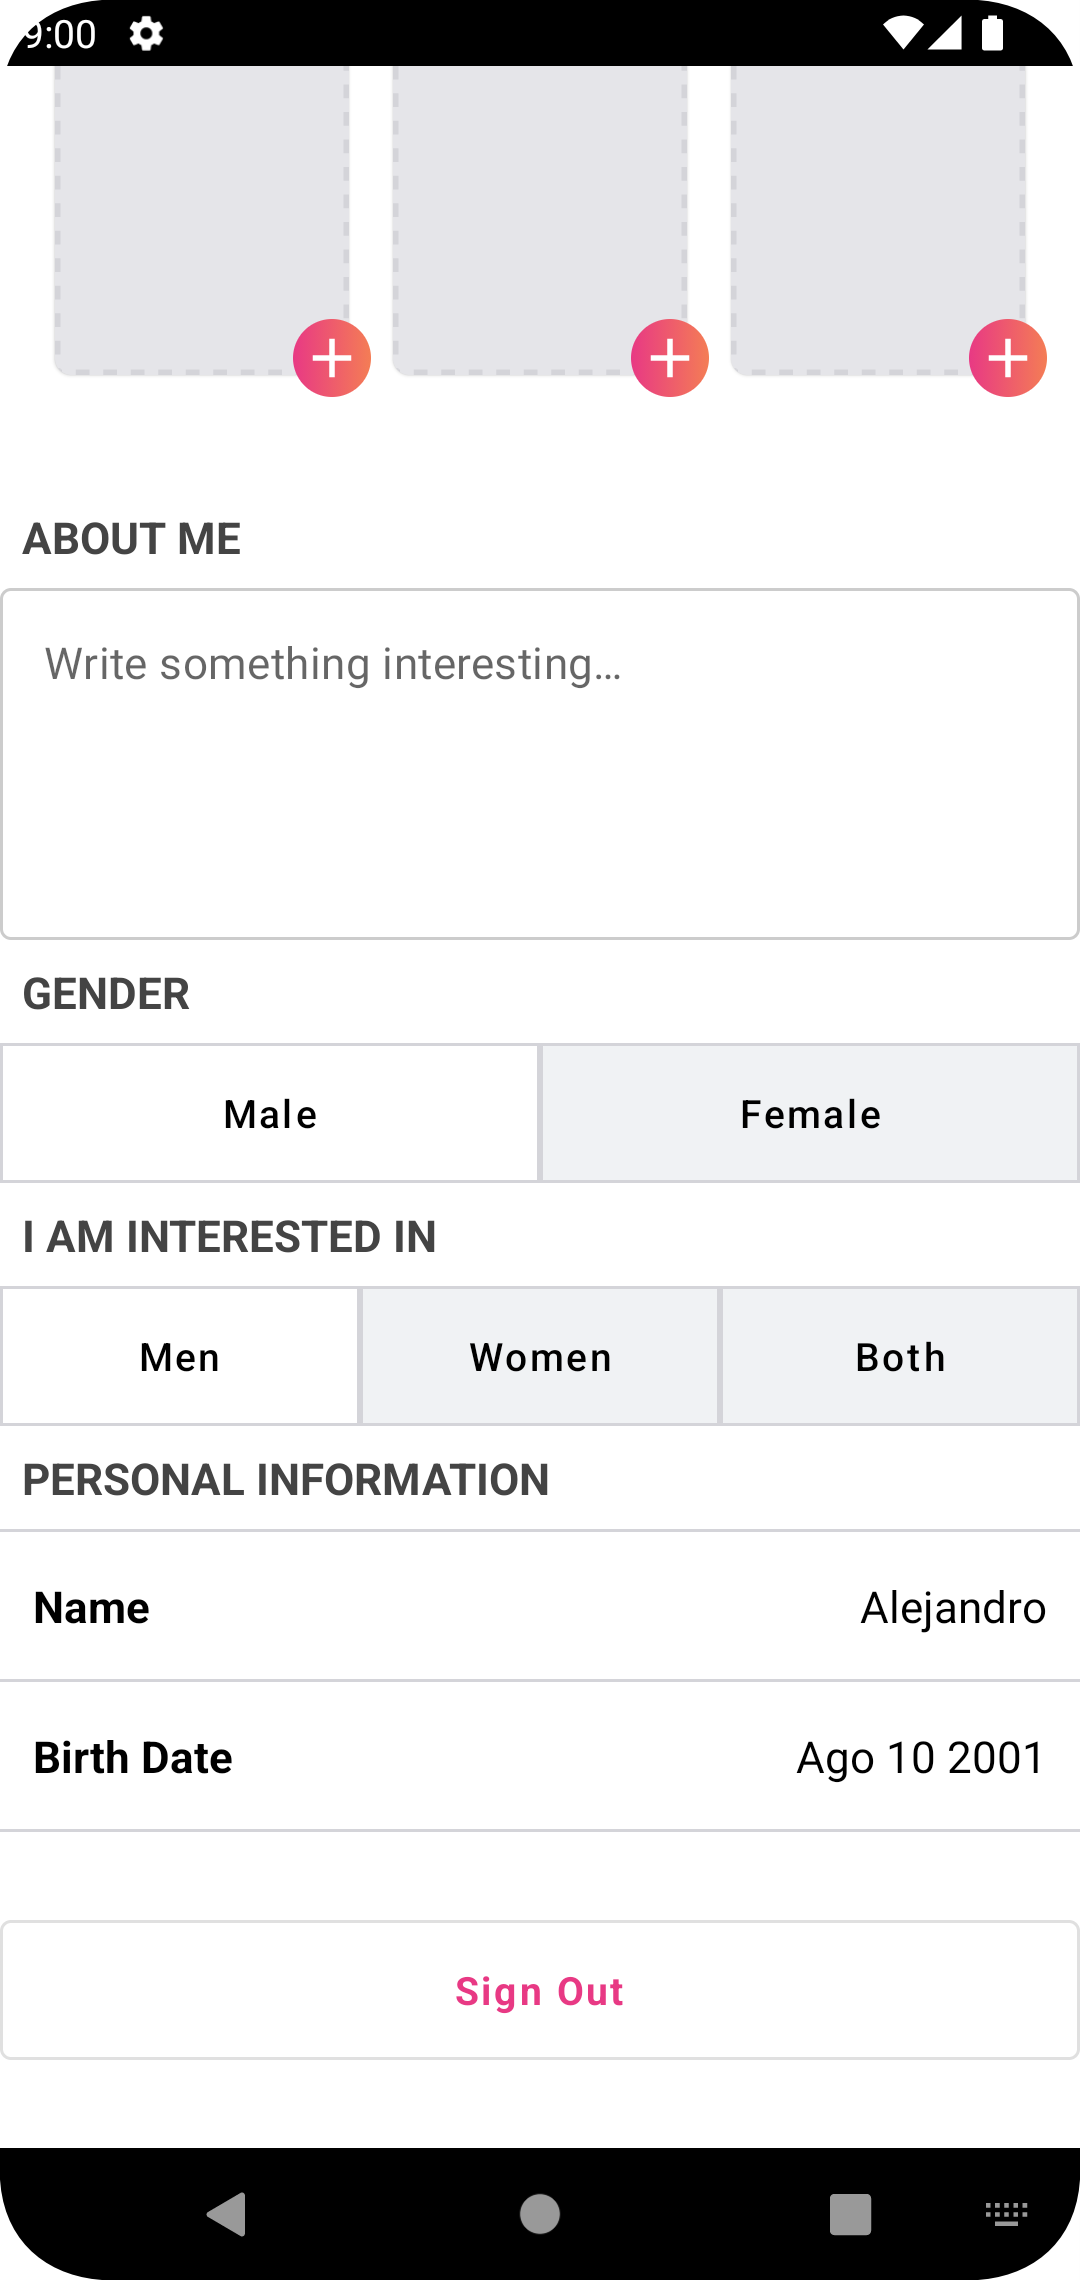 9:00
ABOUT ME
Write something interesting...
GENDER
Male Female
I AM INTERESTED IN
Men Women Both
PERSONAL INFORMATION
Name Alejandro
Birth Date Ago 10 2001
Sign Out